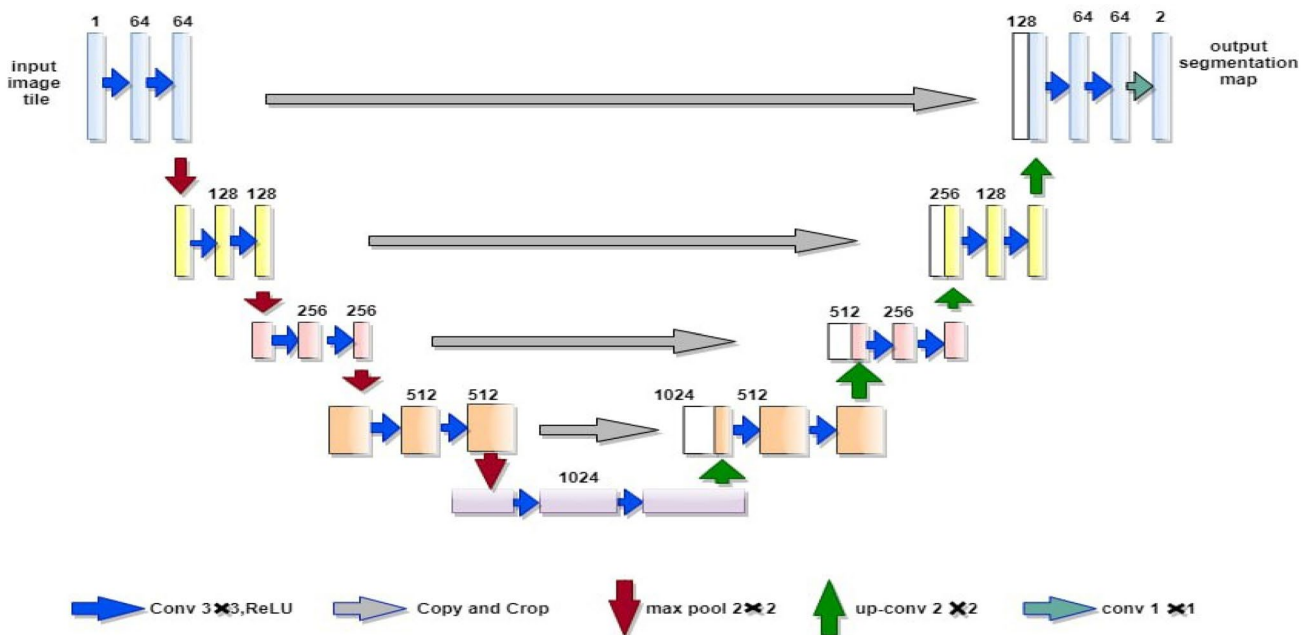 1 64 64
128 64 64 2
input
image
tile
output
segmentation
map
128 128
256 128
256 256
512 256
512 512
1024 512
1024
Conv 3 ×3,ReLU
Copy and Crop
max pool 2×2
up-conv 2 ×2
conv 1 ×1